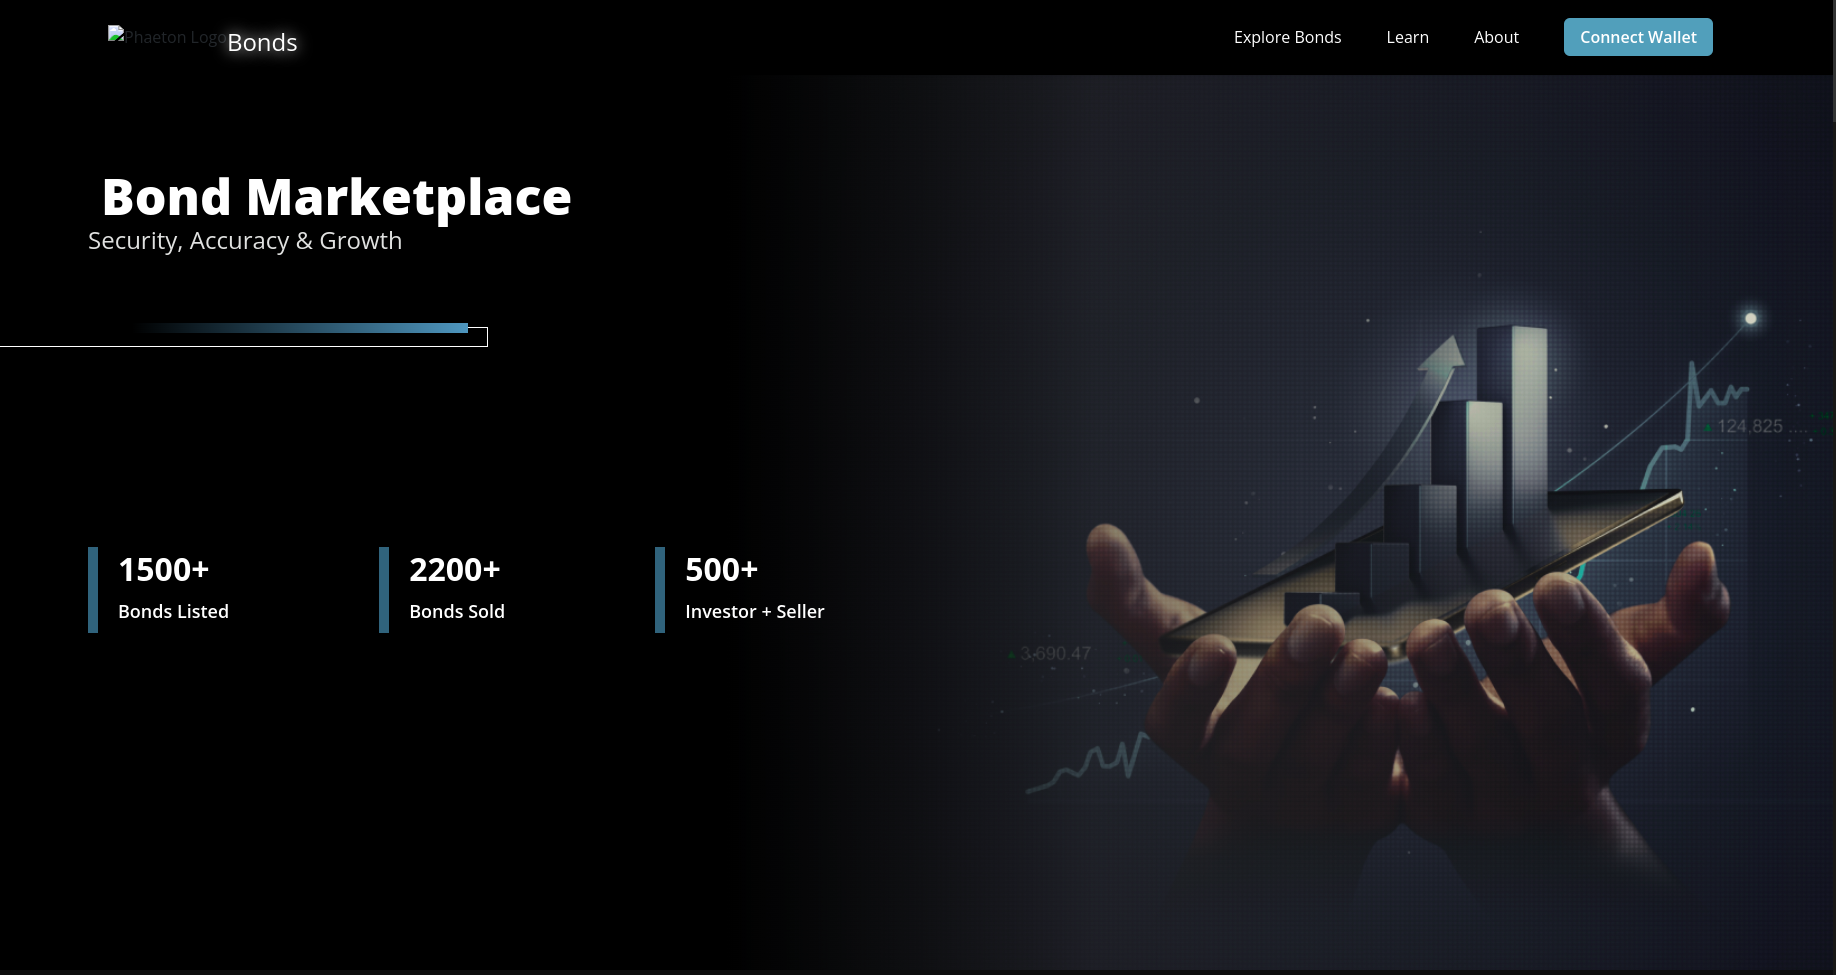 Phaeton Logo
Bonds
Explore Bonds
Learn
About
Connect Wallet
Bond Marketplace
Security, Accuracy & Growth
1500+
Bonds Listed
2200+
Bonds Sold
500+
Investor + Seller
124,825 ....
3,690.47